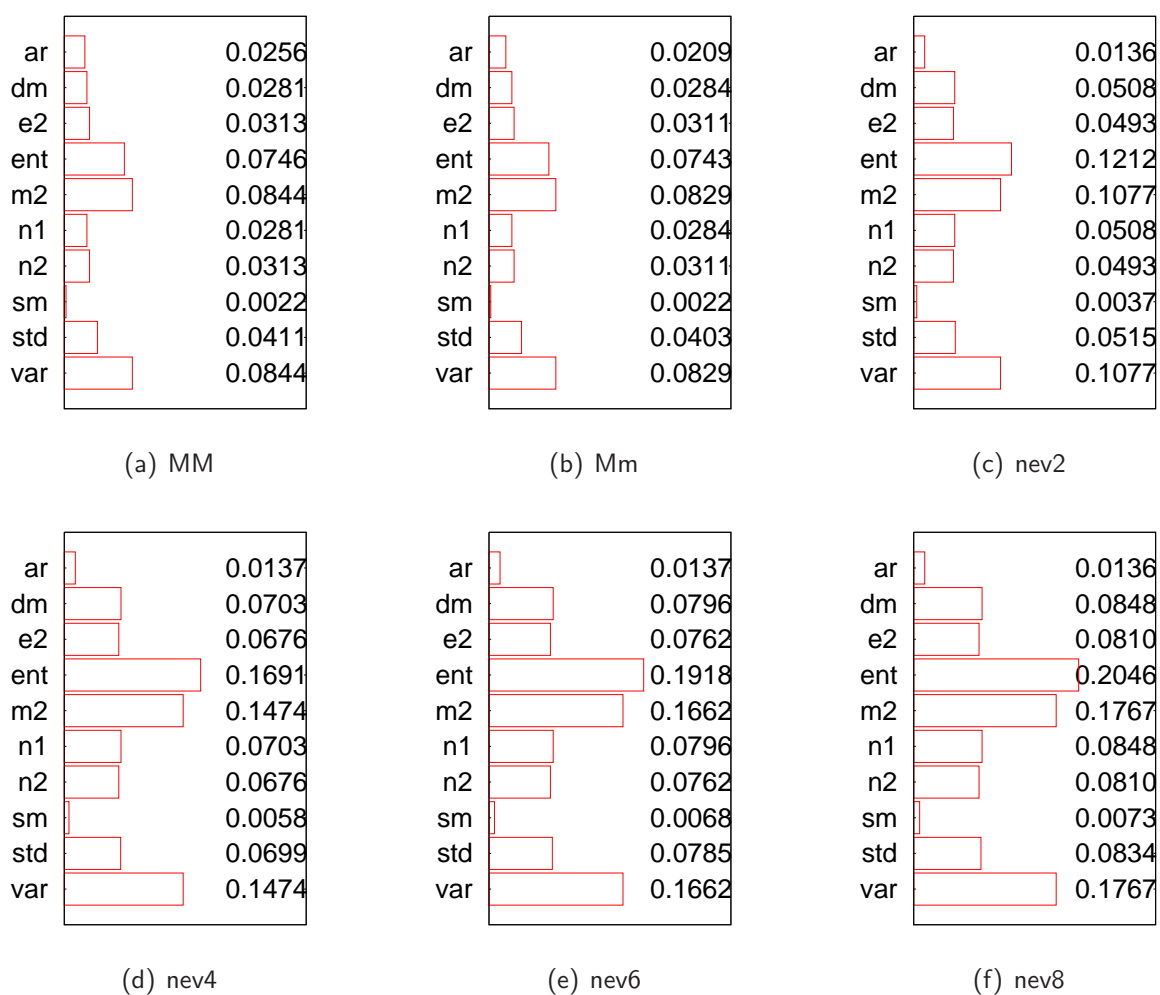 ar 0.0256
dm 0.0281
e2 0.0313
ent 0.0746
m2 0.0844
n1 0.0281
n2 0.0313
sm 0.0022
std 0.0411
var 0.0844
(a) MM
ar 0.0209
dm 0.0284
e2 0.0311
ent 0.0743
m2 0.0829
n1 0.0284
n2 0.0311
sm 0.0022
std 0.0403
var 0.0829
(b) Mm
ar 0.0136
dm 0.0508
e2 0.0493
ent 0.1212
m2 0.1077
n1 0.0508
n2 0.0493
sm 0.0037
std 0.0515
var 0.1077
(c) nev2
ar 0.0137
dm 0.0703
e2 0.0676
ent 0.1691
m2 0.1474
n1 0.0703
n2 0.0676
sm 0.0058
std 0.0699
var 0.1474
(d) nev4
ar 0.0137
dm 0.0796
e2 0.0762
ent 0.1918
m2 0.1662
n1 0.0796
n2 0.0762
sm 0.0068
std 0.0785
var 0.1662
(e) nev6
ar 0.0136
dm 0.0848
e2 0.0810
ent 0.2046
m2 0.1767
n1 0.0848
n2 0.0810
sm 0.0073
std 0.0834
var 0.1767
(f) nev8